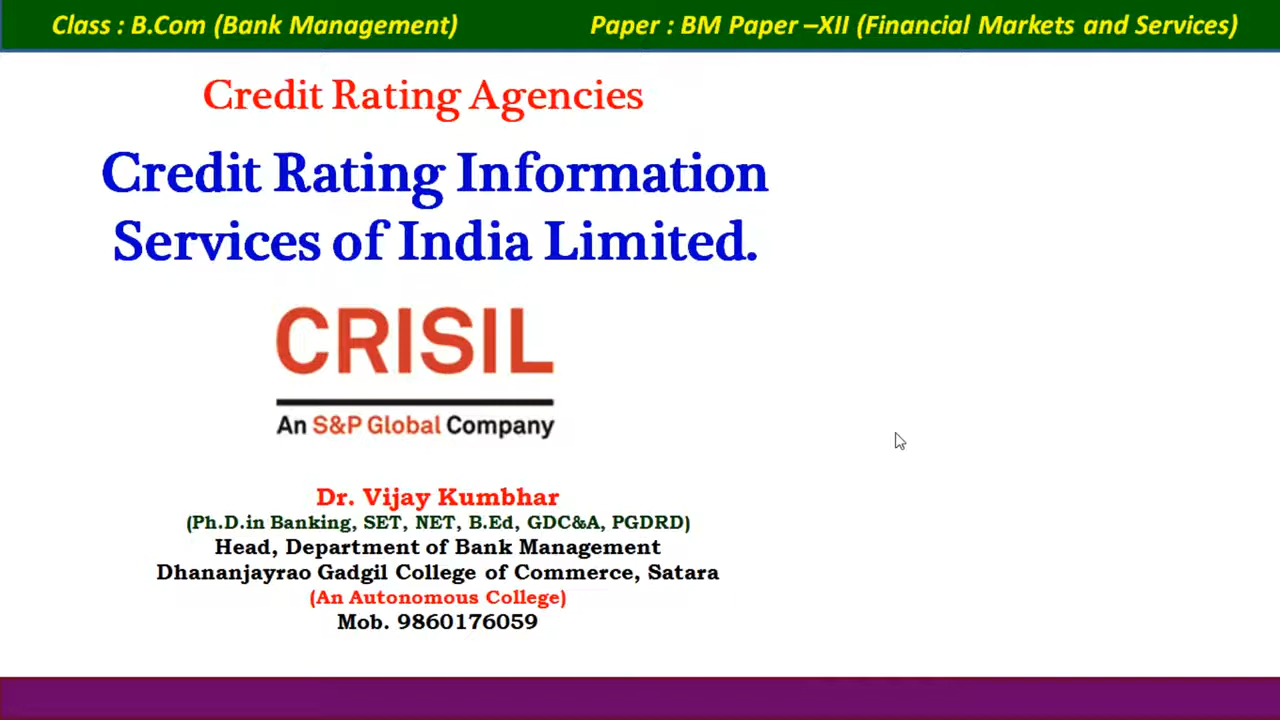 Class : B.Com (Bank Management)
Paper : BM Paper –XII (Financial Markets and Services)
Credit Rating Agencies
Credit Rating Information
Services of India Limited.
CRISIL
An S&P Global Company
Dr. Vijay Kumbhar
(Ph.D.in Banking, SET, NET, B.Ed, GDC&A, PGDRD)
Head, Department of Bank Management
Dhananjayrao Gadgil College of Commerce, Satara
(An Autonomous College)
Mob. 9860176059